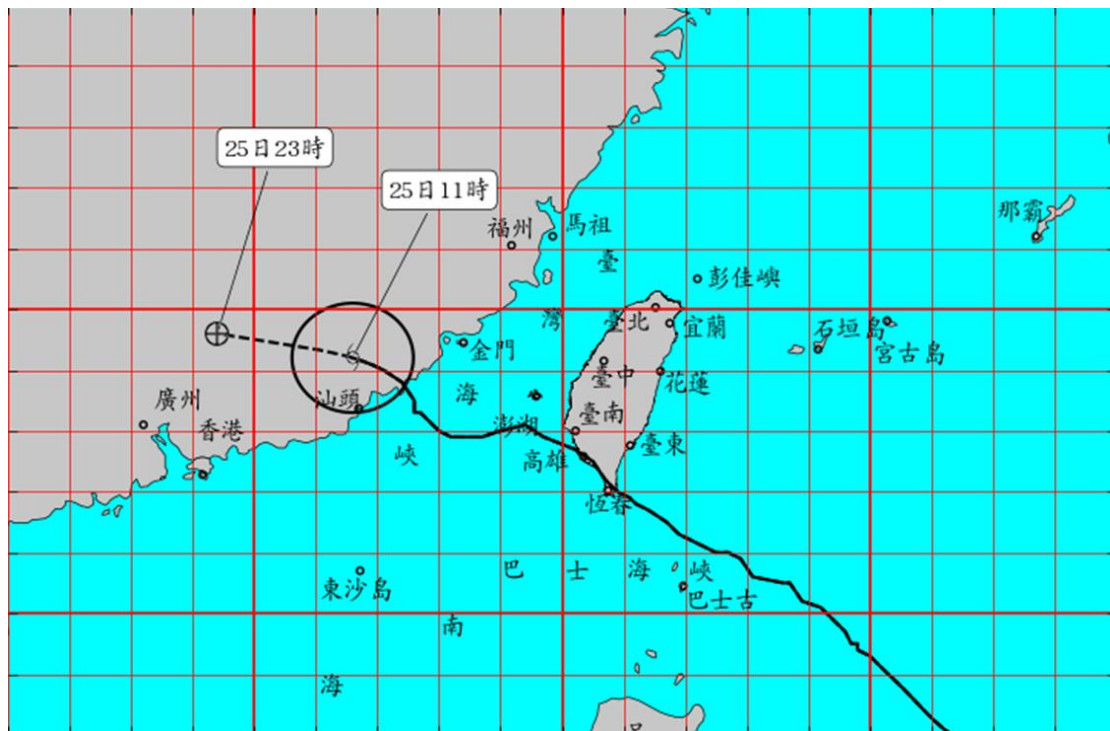 25日23時
25日11時
福州
馬祖
那霸
臺
彭佳嶼
灣
臺北
宜蘭
石垣島
宮古島
金門
臺中
花蓮
海
汕頭
廣州
香港
澎湖
臺南
峽
高雄
臺東
恆春
巴
士
海
峽
東沙島
巴士古
南
海